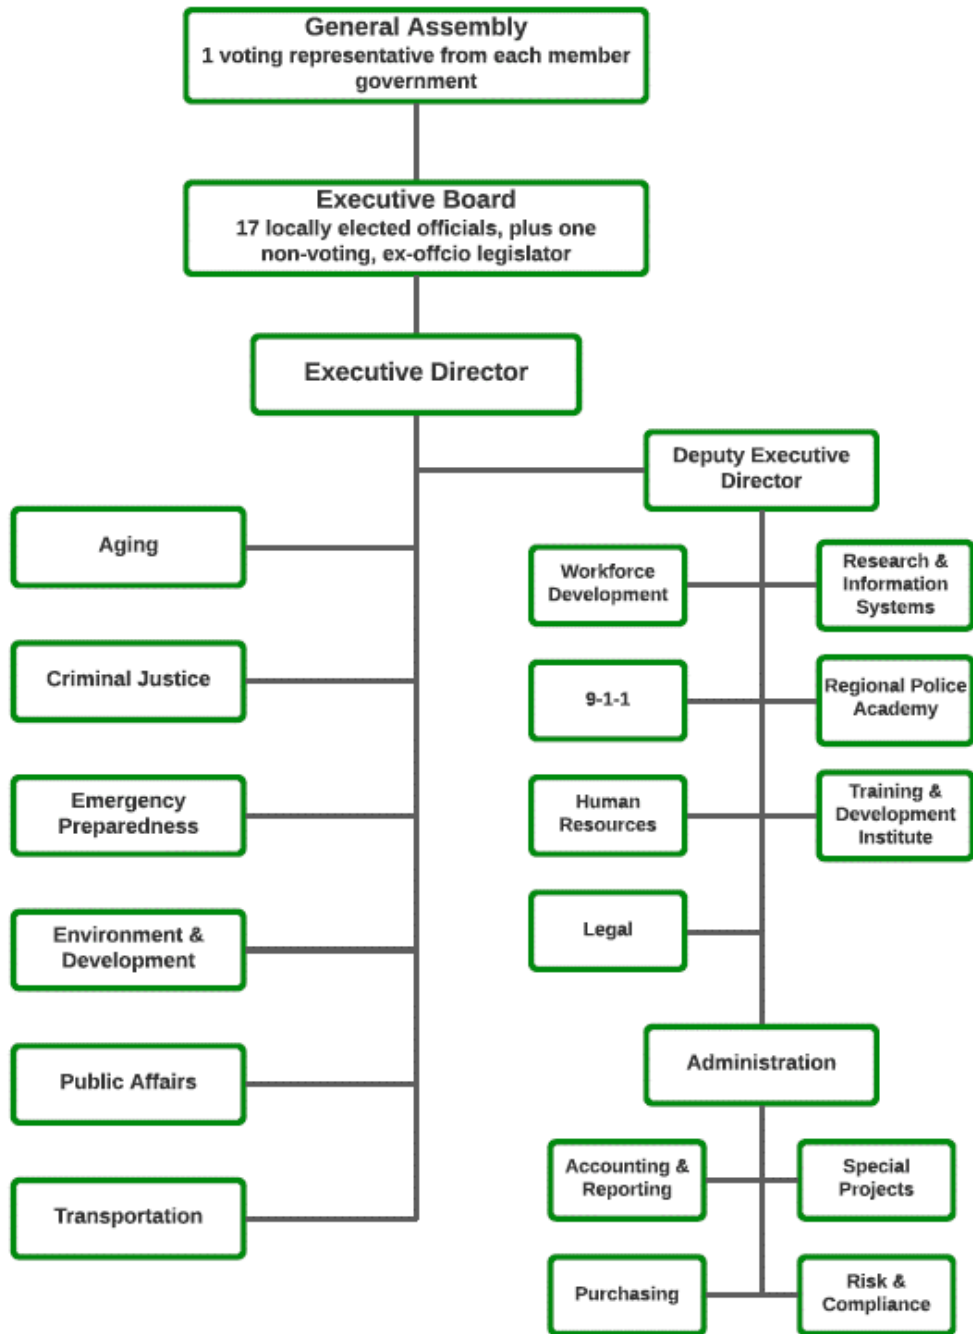 General Assembly
1 voting representative from each member
government
Executive Board
17 locally elected officials, plus one
non-voting, ex-offcio legislator
Executive Director
Deputy Executive
Director
Aging
Criminal Justice
Emergency
Preparedness
Environment &
Development
Public Affairs
Transportation
Workforce
Development
Research &
Information
Systems
9-1-1
Regional Police
Academy
Human
Resources
Training &
Development
Institute
Legal
Administration
Accounting &
Reporting
Special
Projects
Purchasing
Risk &
Compliance